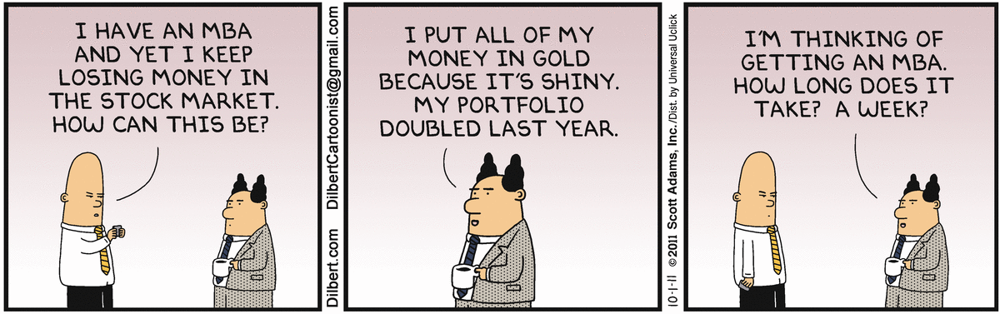 I HAVE AN MBA
AND YET I KEEP
LOSING MONEY IN
THE STOCK MARKET.
HOW CAN THIS BE?
Dilbert.com DilbertCartoonist@gmail.com
I PUT ALL OF MY
MONEY IN GOLD
BECAUSE IT'S SHINY.
MY PORTFOLIO
DOUBLED LAST YEAR.
10-1-11 ©2011 Scott Adams, Inc./Dist. by Universal Uclick
I'M THINKING OF
GETTING AN MBA.
HOW LONG DOES IT
TAKE? A WEEK?